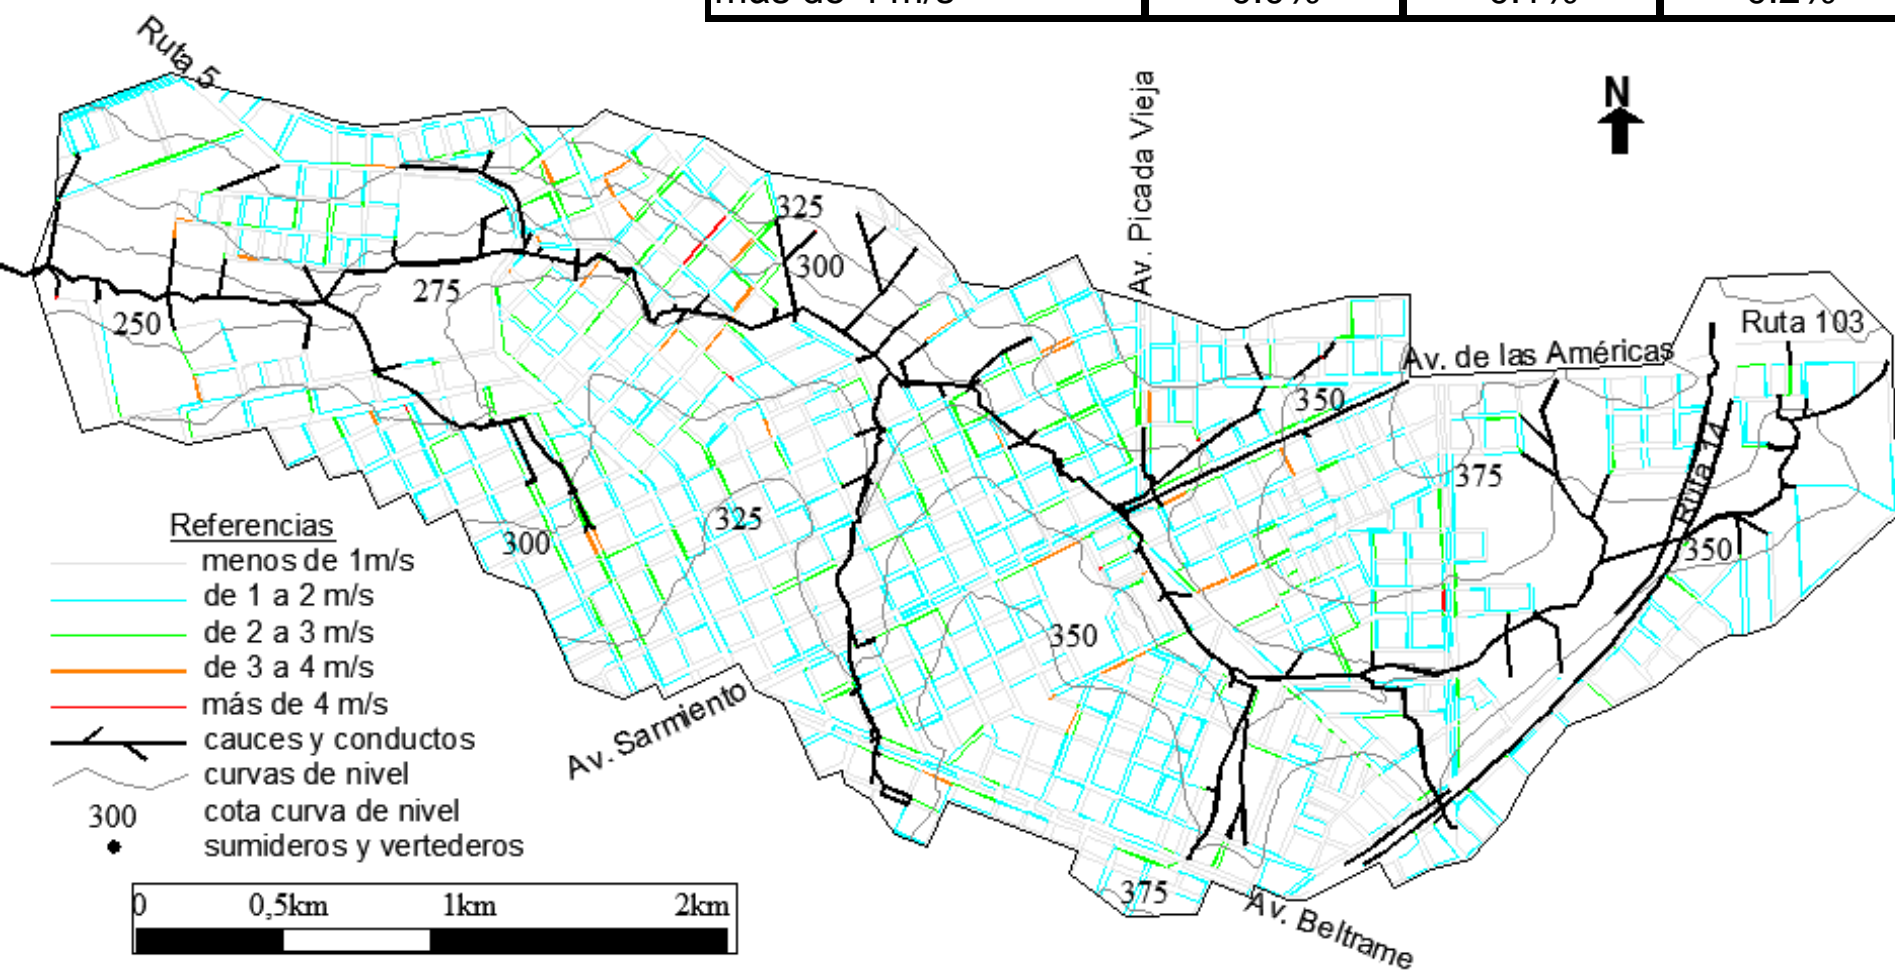 Ruta 5
Av. Picada Vieja
N
325
300
275
250
Ruta 103
Av. de las Américas
350
375
Ruta 14
325
300
350
350
Referencias
menos de 1m/s
de 1 a 2 m/s
de 2 a 3 m/s
de 3 a 4 m/s
más de 4 m/s
cauces y conductos
curvas de nivel
300 cota curva de nivel
sumideros y vertederos
Av. Sarmiento
375
Av. Beltrame
0 0,5km 1km 2km